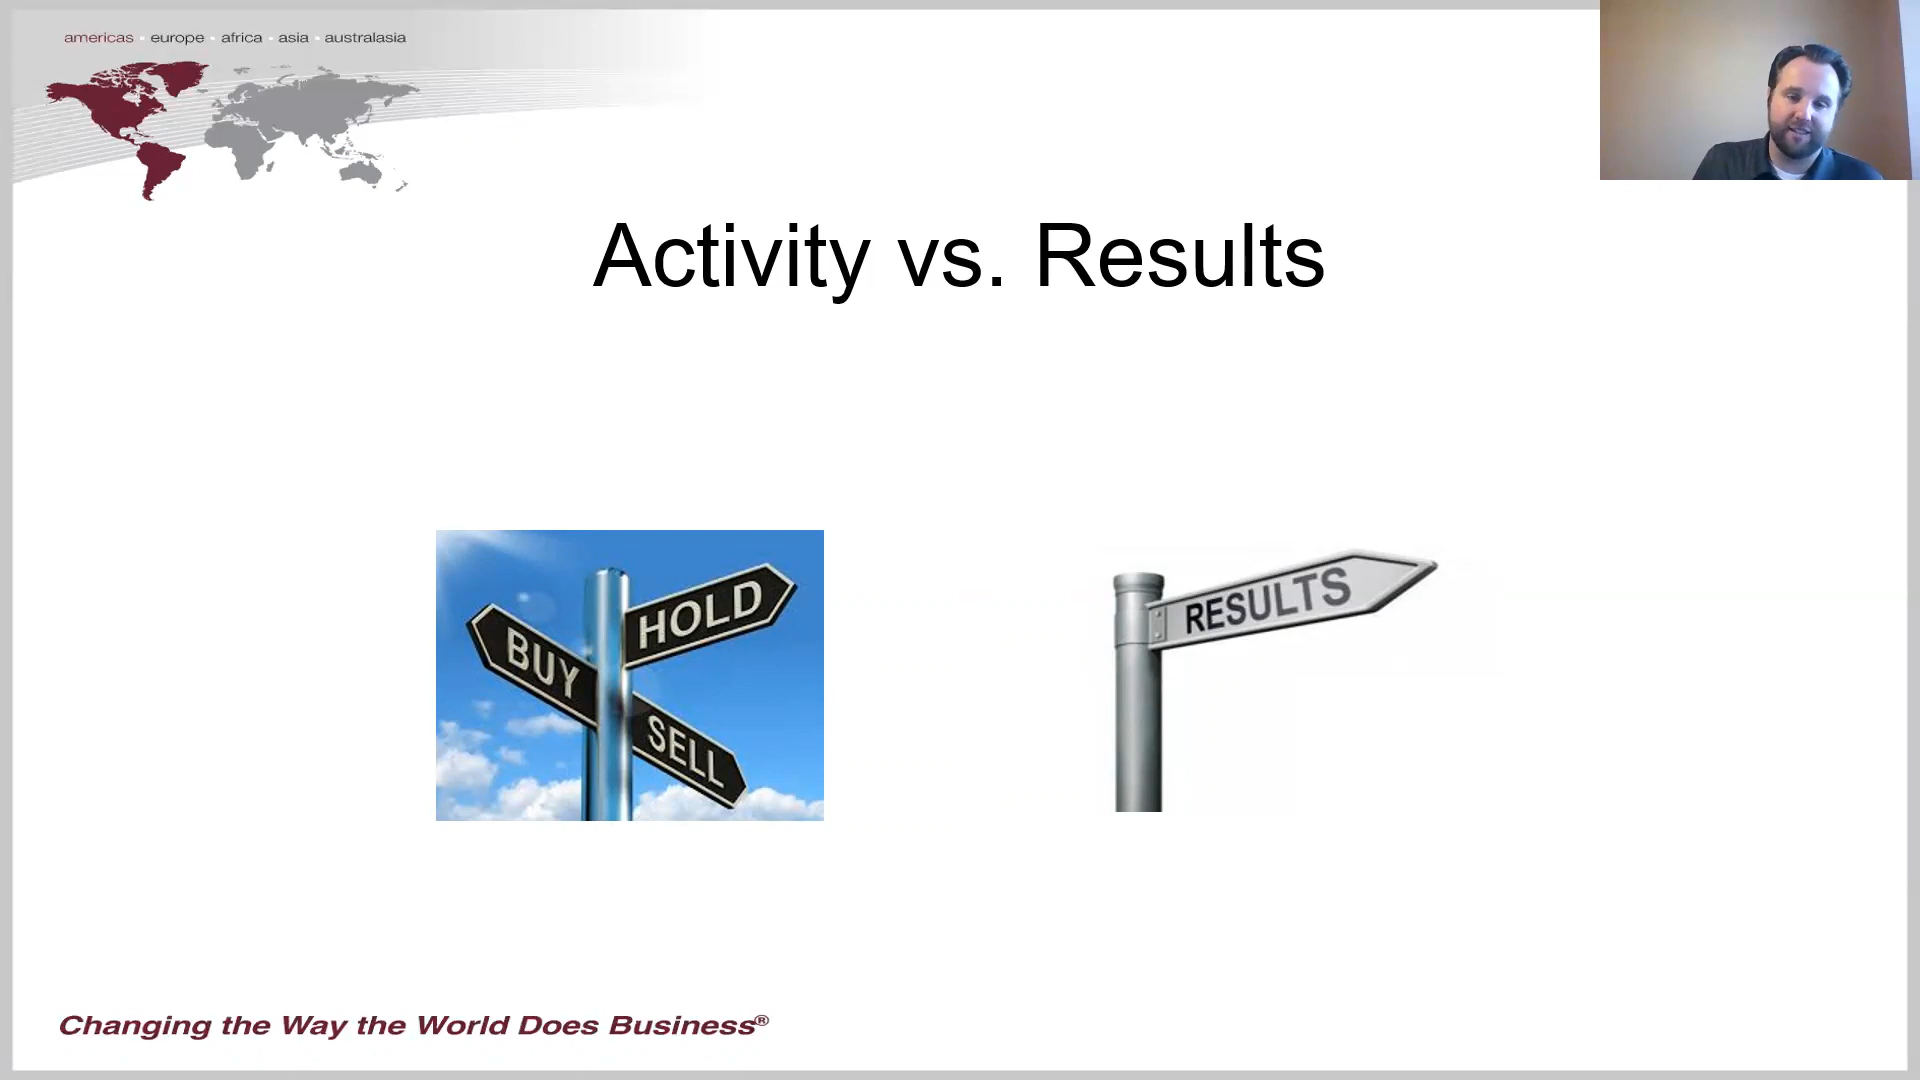 americas • europe • africa • asia • australasia
Activity vs. Results
HOLD
BUY
SELL
RESULTS
Changing the Way the World Does Business®